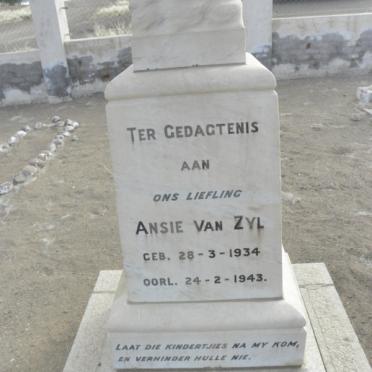 TER GEDAGTENIS
AAN
ONS LIEFLING
ANSIE VAN ZYL
GEB. 28-3-1934
OORL. 24-2-1943.
LAAT DIE KINDERTJIES NA MY KOM,
EN VERHINDER HULLE NIE.